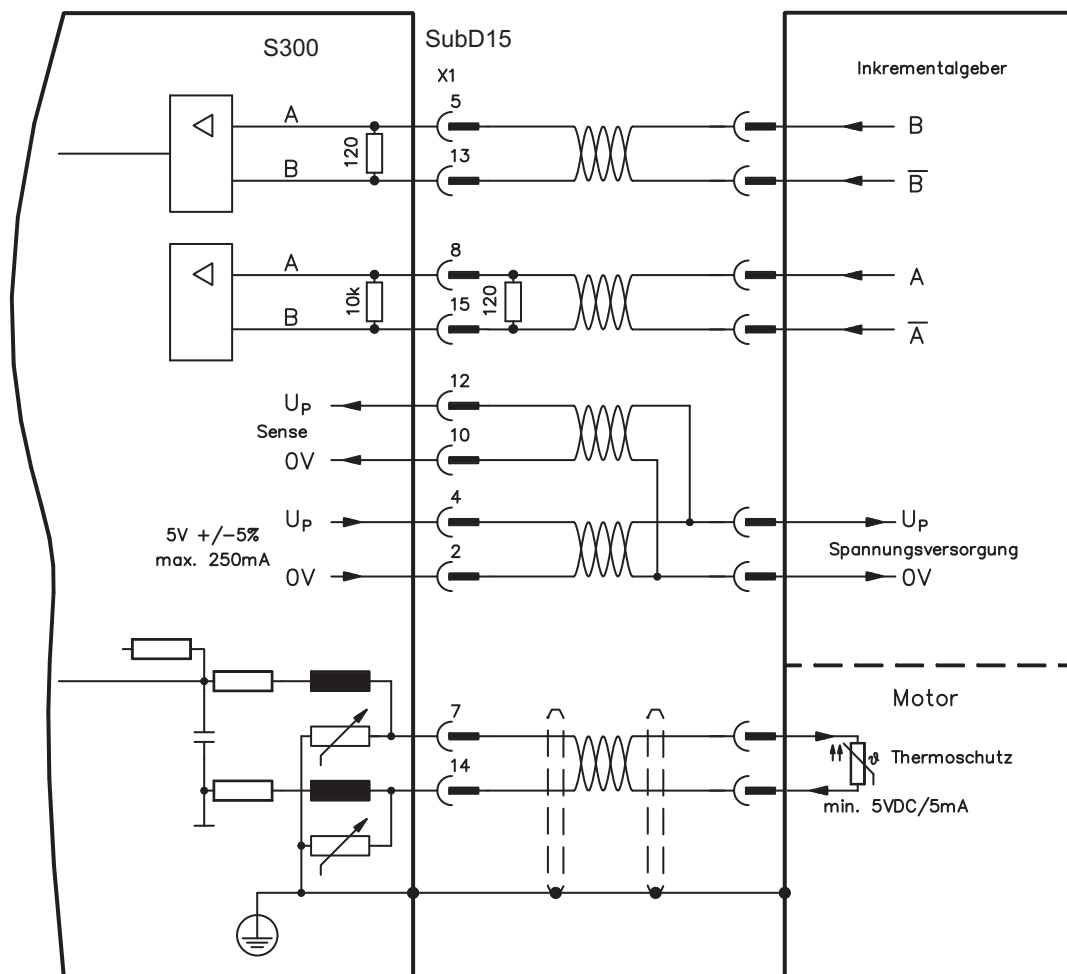 S300
SubD15
X1
Inkrementalgeber
A
5
B
120
B
13
B̅
A
8
A
10k
120
B
15
A̅
UP
12
Sense
0V
10
5V +/-5%
max. 250mA
UP
4
UP
Spannungsversorgung
0V
2
0V
Motor
7
14
ϑ
Thermoschutz
min. 5VDC/5mA